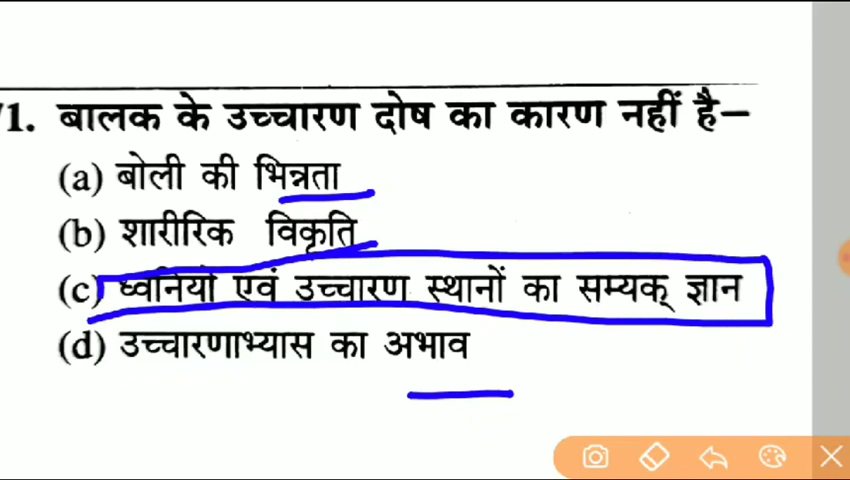 71. बालक के उच्चारण दोष का कारण नहीं है–
(a) बोली की भिन्नता
(b) शारीरिक विकृति
(c) ध्वनियों एवं उच्चारण स्थानों का सम्यक् ज्ञान
(d) उच्चारणाभ्यास का अभाव